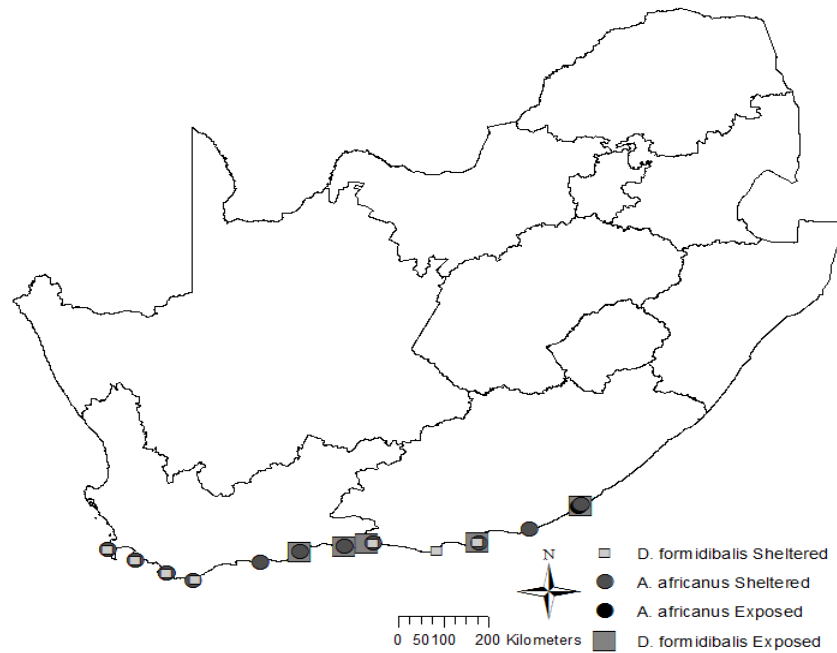 N
D. formidibalis Sheltered
A. africanus Sheltered
A. africanus Exposed
D. formidibalis Exposed
0 50100 200 Kilometers